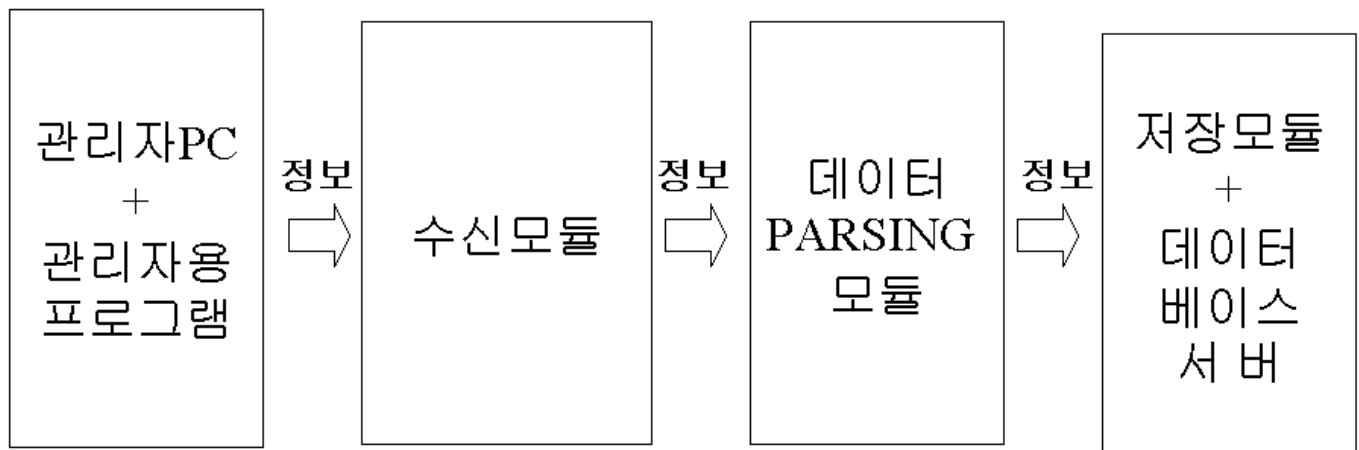 관리자PC
+
관리자용
프로그램
정보
수신모듈
정보
데이터
PARSING
모듈
정보
저장모듈
+
데이터
베이스
서 버